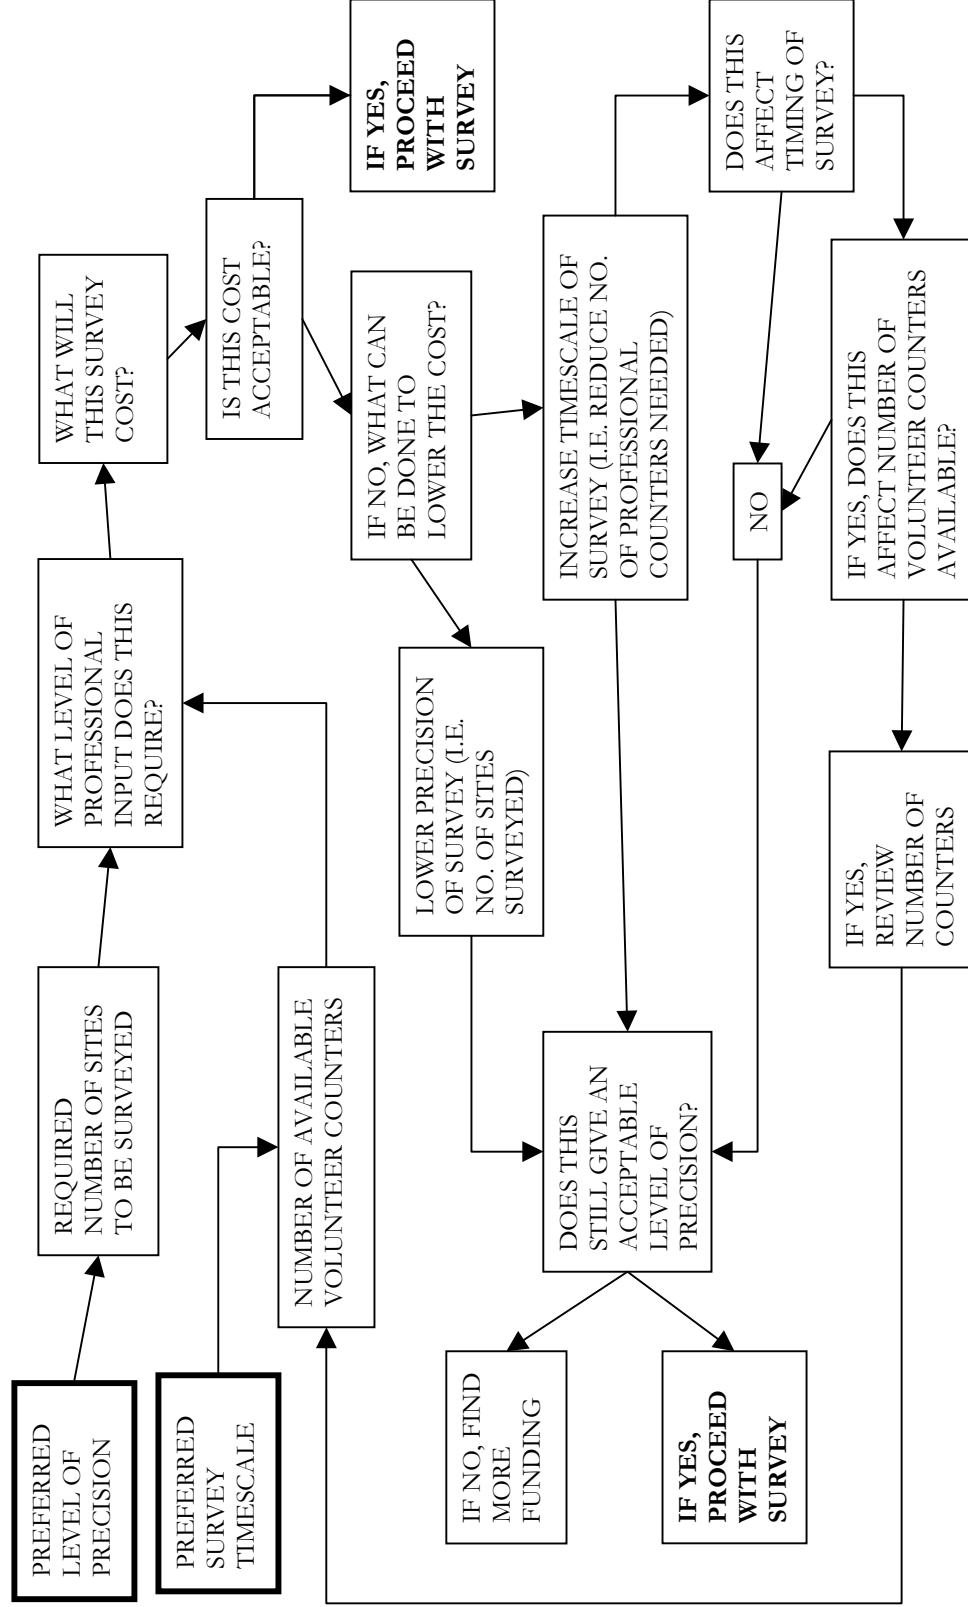 PREFERRED
LEVEL OF
PRECISION
REQUIRED
NUMBER OF SITES
TO BE SURVEYED
WHAT LEVEL OF
PROFESSIONAL
INPUT DOES THIS
REQUIRE?
WHAT WILL
THIS SURVEY
COST?
PREFERRED
SURVEY
TIMESCALE
NUMBER OF AVAILABLE
VOLUNTEER COUNTERS
IS THIS COST
ACCEPTABLE?
IF YES,
PROCEED
WITH
SURVEY
IF NO, WHAT CAN
BE DONE TO
LOWER THE COST?
LOWER PRECISION
OF SURVEY (I.E.
NO. OF SITES
SURVEYED)
INCREASE TIMESCALE OF
SURVEY (I.E. REDUCE NO.
OF PROFESSIONAL
COUNTERS NEEDED)
DOES THIS
AFFECT
TIMING OF
SURVEY?
NO
DOES THIS
STILL GIVE AN
ACCEPTABLE
LEVEL OF
PRECISION?
IF NO, FIND
MORE
FUNDING
IF YES,
PROCEED
WITH
SURVEY
IF YES, DOES THIS
AFFECT NUMBER OF
VOLUNTEER COUNTERS
AVAILABLE?
IF YES,
REVIEW
NUMBER OF
COUNTERS